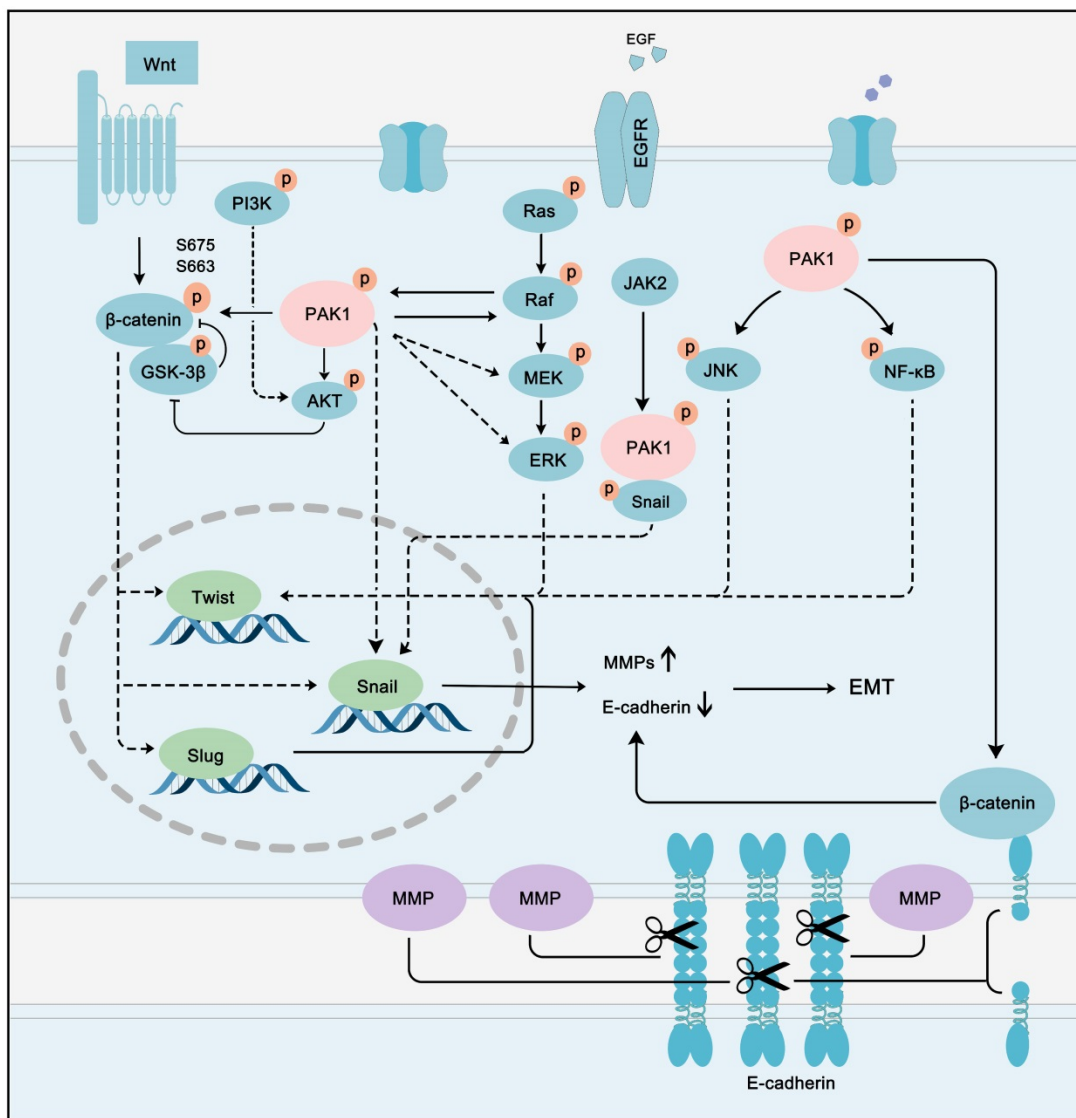 EGF
Wnt
EGFR
p
PI3K
p
Ras
p
PAK1
S675
S663
p
PAK1
p
Raf
JAK2
p
β-catenin
p
GSK-3β
p
MEK
p
JNK
p
NF-κB
p
AKT
p
ERK
p
PAK1
p
Snail
Twist
MMPs
Snail
E-cadherin
EMT
Slug
β-catenin
MMP
MMP
MMP
E-cadherin